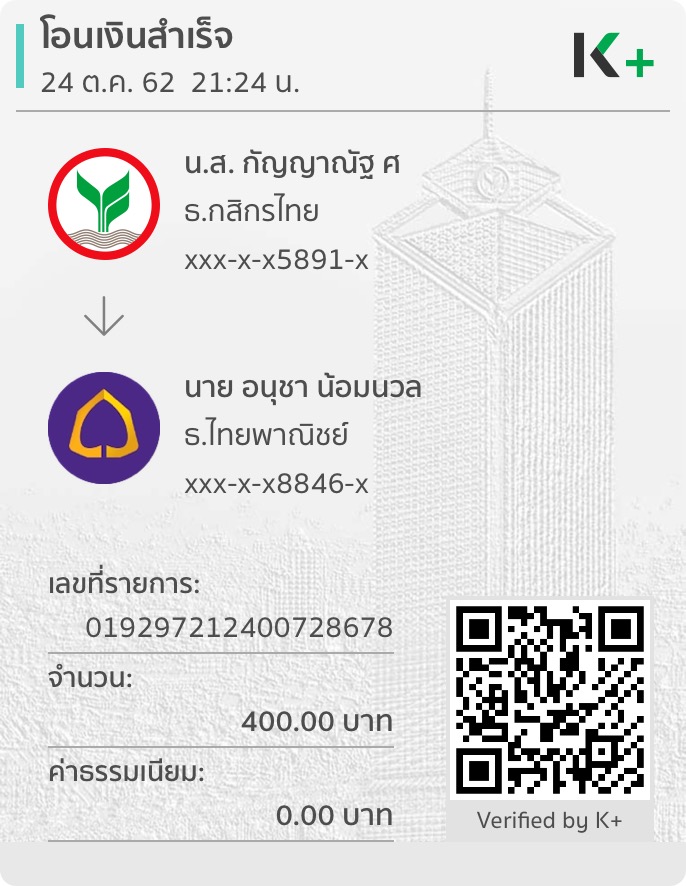 โอนเงินสำเร็จ
24 ต.ค. 62 21:24 น.
K+
น.ส. กัญญาณัฐ ศ
ธ.กสิกรไทย
xxx-x-x5891-x
นาย อนุชา น้อมนวล
ธ.ไทยพาณิชย์
xxx-x-x8846-x
เลขที่รายการ:
019297212400728678
จำนวน:
400.00 บาท
ค่าธรรมเนียม:
0.00 บาท
Verified by K+